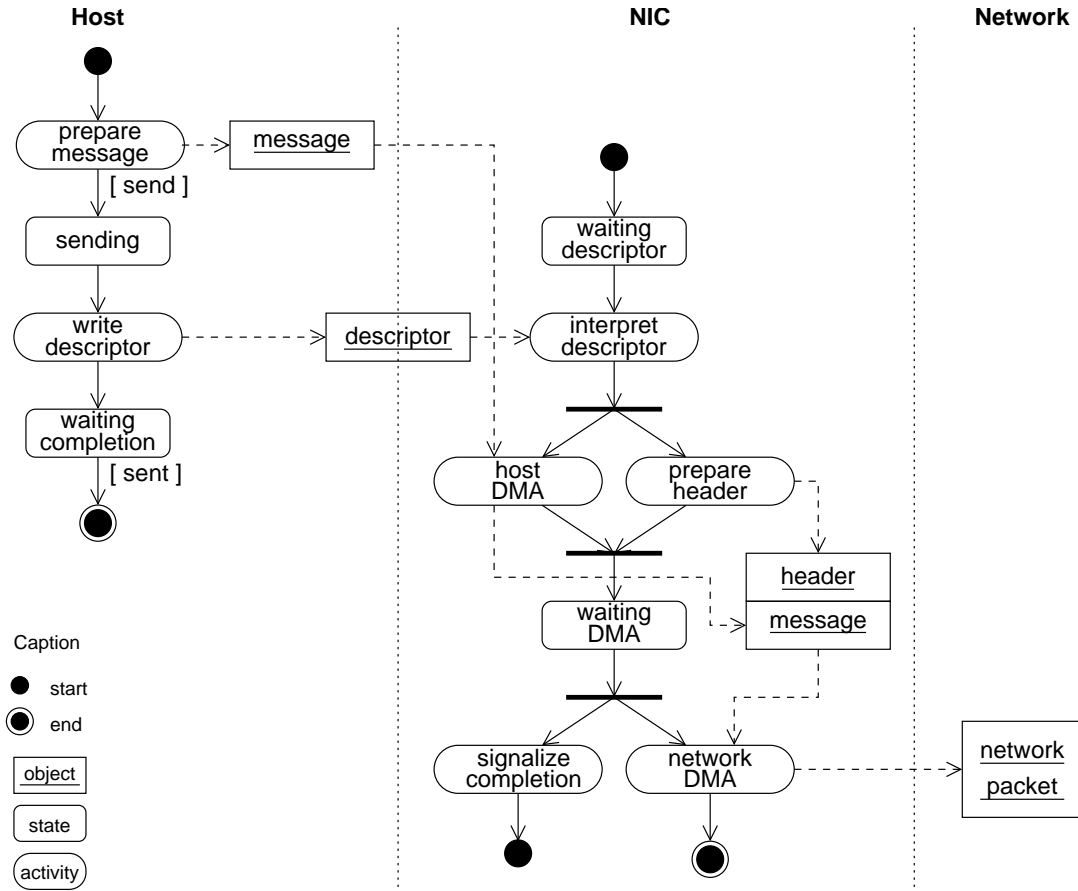 Host
NIC
Network
prepare
message
message
[ send ]
sending
waiting
descriptor
write
descriptor
descriptor
interpret
descriptor
waiting
completion
[ sent ]
host
DMA
prepare
header
header
message
waiting
DMA
signalize
completion
network
DMA
network
packet
Caption
start
end
object
state
activity